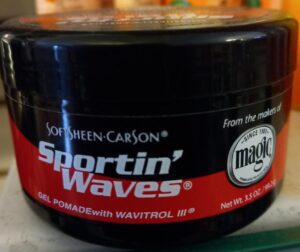 SOFTSHEEN·CARSON®
Sportin'
Waves®
GEL POMADE with WAVITROL III®
From the makers of
SINCE 1901
magic
Net Wt. 3.5 OZ.